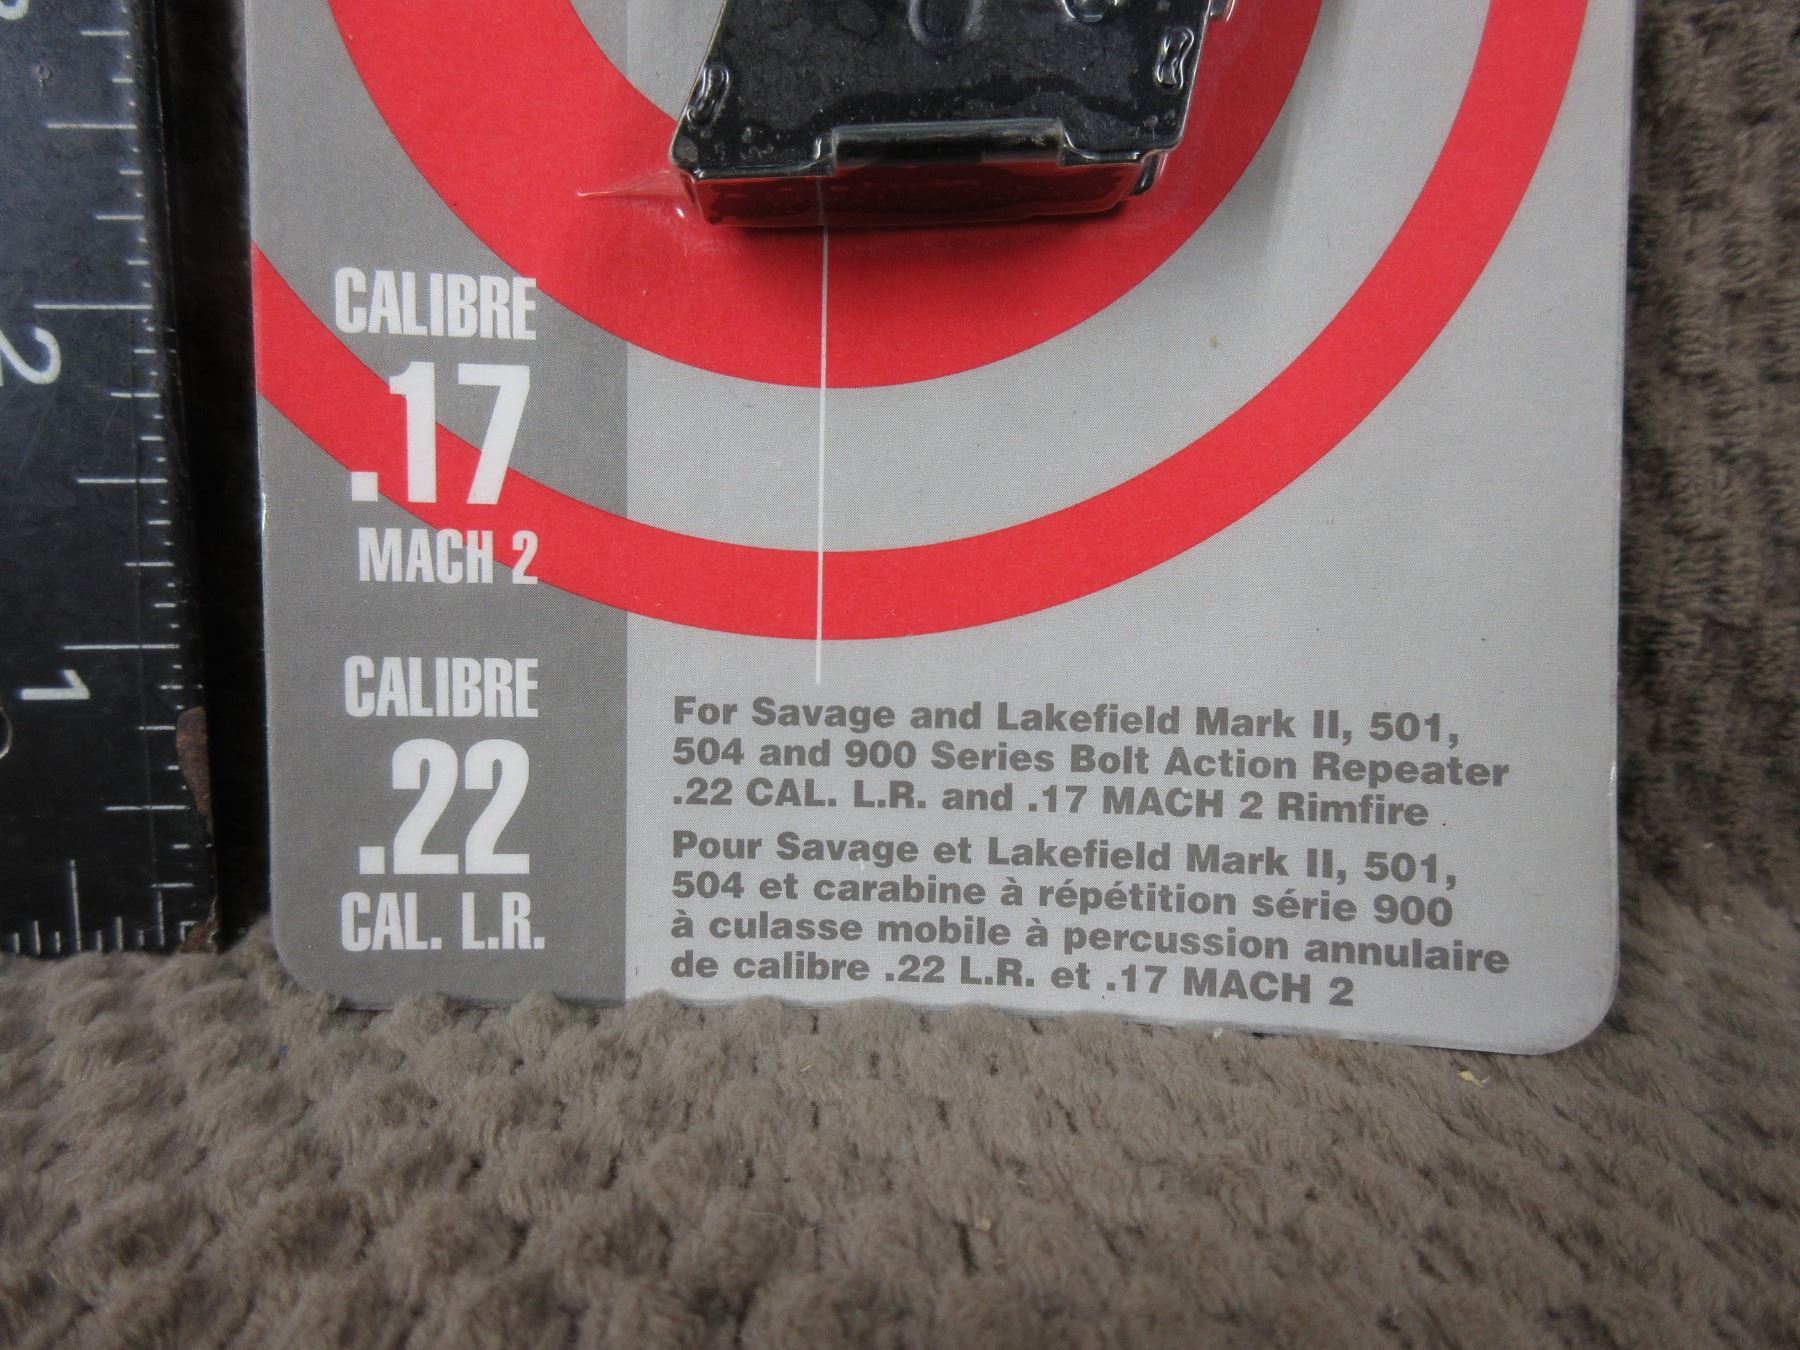 CALIBRE
.17
MACH 2
CALIBRE
.22
CAL. L.R.
For Savage and Lakefield Mark II, 501,
504 and 900 Series Bolt Action Repeater
.22 CAL. L.R. and .17 MACH 2 Rimfire
Pour Savage et Lakefield Mark II, 501,
504 et carabine à répétition série 900
à culasse mobile à percussion annulaire
de calibre .22 L.R. et .17 MACH 2
2
1